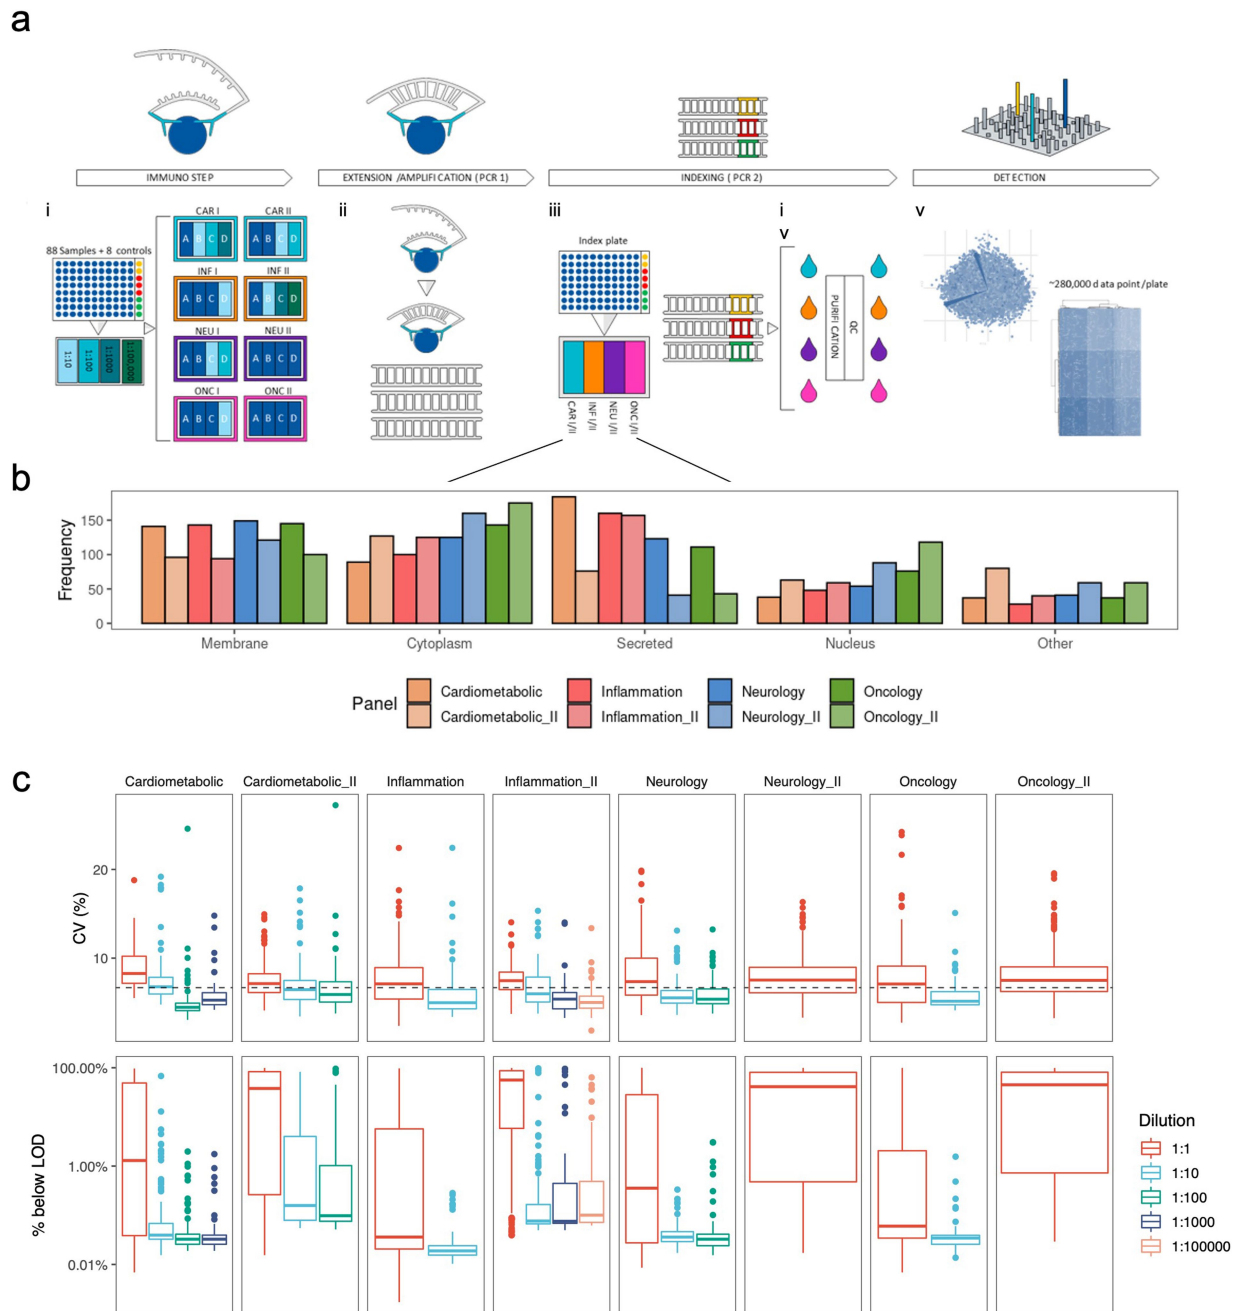 a
IMMUNO STEP
EXTENSION /AMPLIFICATION (PCR 1)
INDEXING ( PCR 2)
DETECTION
i
ii
iii
i
v
v
88 Samples + 8 controls
1:10
1:100
1:1000
1:100,000
CAR I
CAR II
A B C D
A B C D
INF I
INF II
A B C D
A B C D
NEU I
NEU II
A B C D
A B C D
ONC I
ONC II
A B C D
A B C D
Index plate
CAR I/II
INF I/II
NEU I/II
ONC I/II
PURIFICATION
QC
~280,000 data point/plate
b
Frequency
150
100
50
0
Membrane
Cytoplasm
Secreted
Nucleus
Other
Panel
Cardiometabolic
Inflammation
Neurology
Oncology
Cardiometabolic_II
Inflammation_II
Neurology_II
Oncology_II
c
Cardiometabolic
Cardiometabolic_II
Inflammation
Inflammation_II
Neurology
Neurology_II
Oncology
Oncology_II
CV (%)
20
10
% below LOD
100.00%
1.00%
0.01%
Dilution
1:1
1:10
1:100
1:1000
1:100000